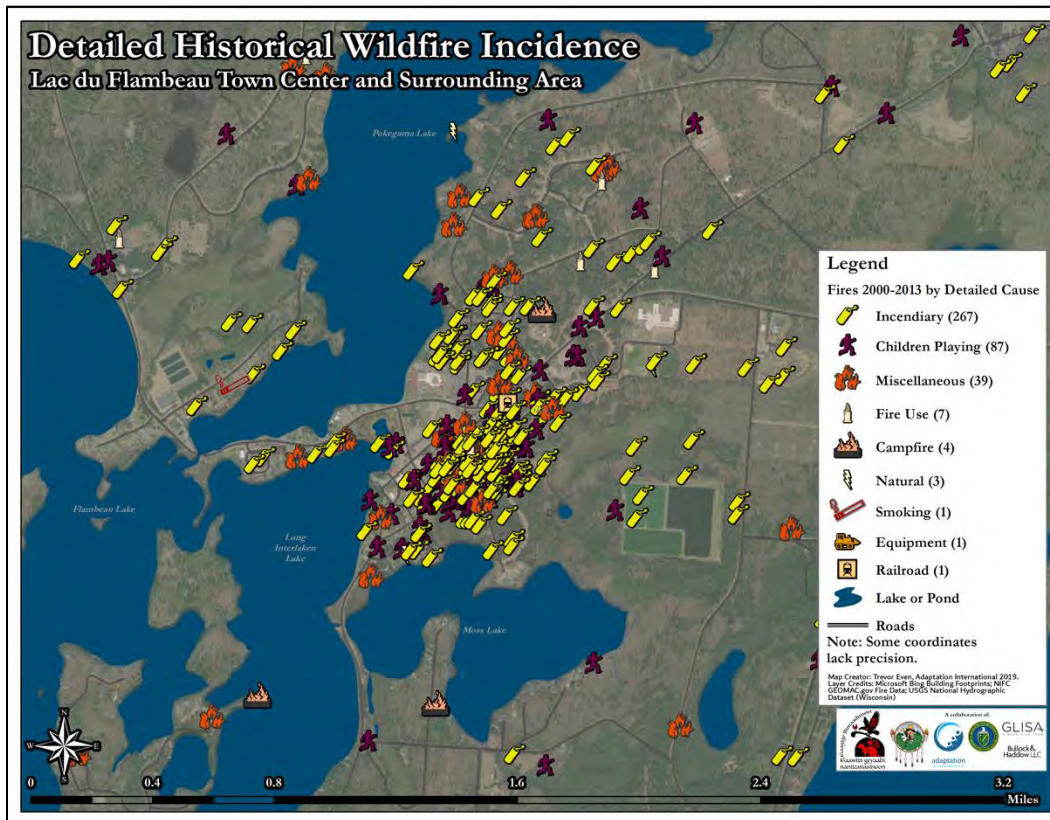 Detailed Historical Wildfire Incidence
Lac du Flambeau Town Center and Surrounding Area
Pokegama Lake
Flambeau Lake
Long
Interlaken
Lake
Moss Lake
Legend
Fires 2000-2013 by Detailed Cause
Incendiary (267)
Children Playing (87)
Miscellaneous (39)
Fire Use (7)
Campfire (4)
Natural (3)
Smoking (1)
Equipment (1)
Railroad (1)
Lake or Pond
Roads
Note: Some coordinates
lack precision.
Map Creator: Trevor Even, Adaptation International 2019.
Layer Credits: Microsoft Bing Building Footprints; NIFC
GEOMAC.gov Fire Data; USGS National Hydrographic
Dataset (Wisconsin)
A collaboration of:
adaptation
GLISA
Bullock &
Haddow LLC
N
W E
S
0 0.4 0.8 1.6 2.4 3.2
Miles